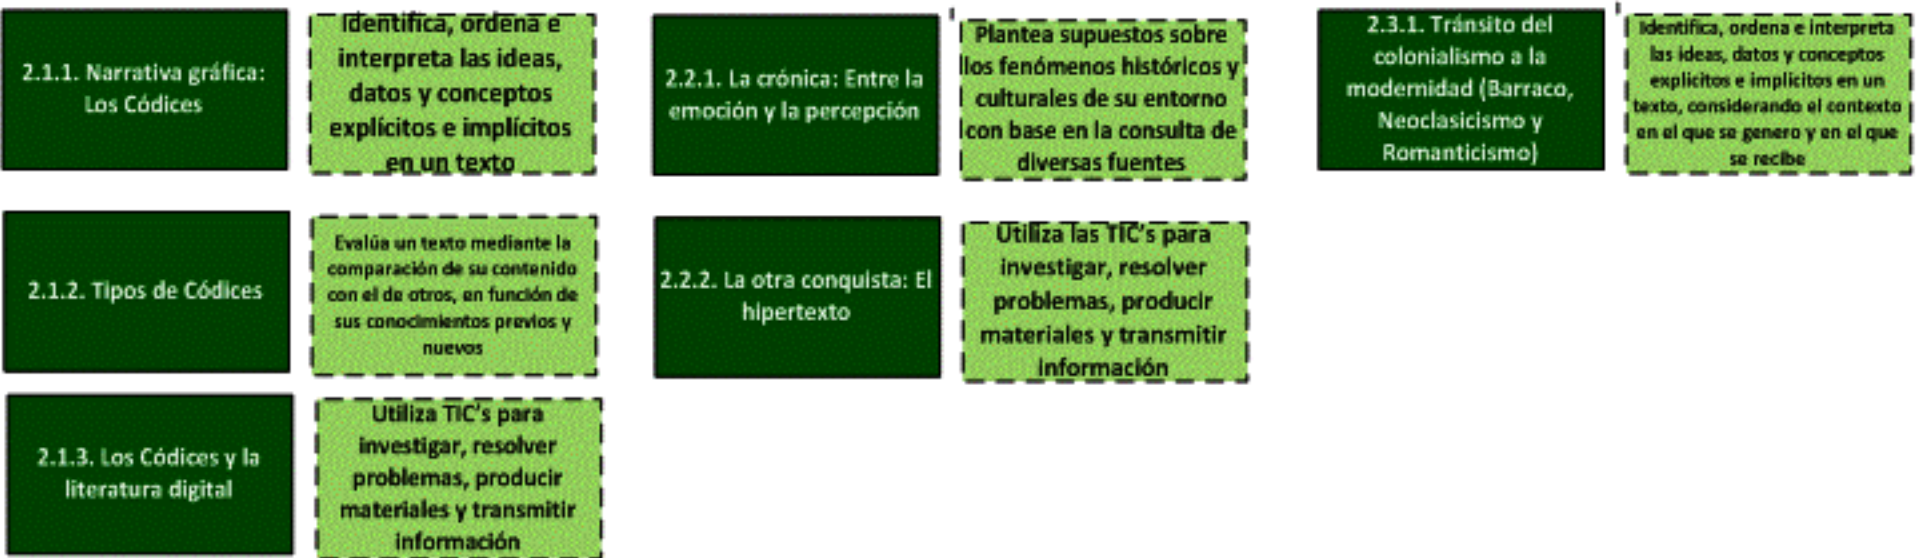 2.1.1. Narrativa gráfica:
Los Códices
Identifica, ordena e
interpreta las ideas,
datos y conceptos
explícitos e implícitos
en un texto
2.2.1. La crónica: Entre la
emoción y la percepción
Plantea supuestos sobre
los fenómenos históricos y
culturales de su entorno
con base en la consulta de
diversas fuentes
2.3.1. Tránsito del
colonialismo a la
modernidad (Barraco,
Neoclasicismo y
Romanticismo)
Identifica, ordena e interpreta
las ideas, datos y conceptos
explicitos e implicitos en un
texto, considerando el contexto
en el que se genero y en el que
se recibe
2.1.2. Tipos de Códices
Evalúa un texto mediante la
comparación de su contenido
con el de otros, en función de
sus conocimientos previos y
nuevos
2.2.2. La otra conquista: El
hipertexto
Utiliza las TIC's para
investigar, resolver
problemas, producir
materiales y transmitir
información
2.1.3. Los Códices y la
literatura digital
Utiliza TIC's para
investigar, resolver
problemas, producir
materiales y transmitir
información